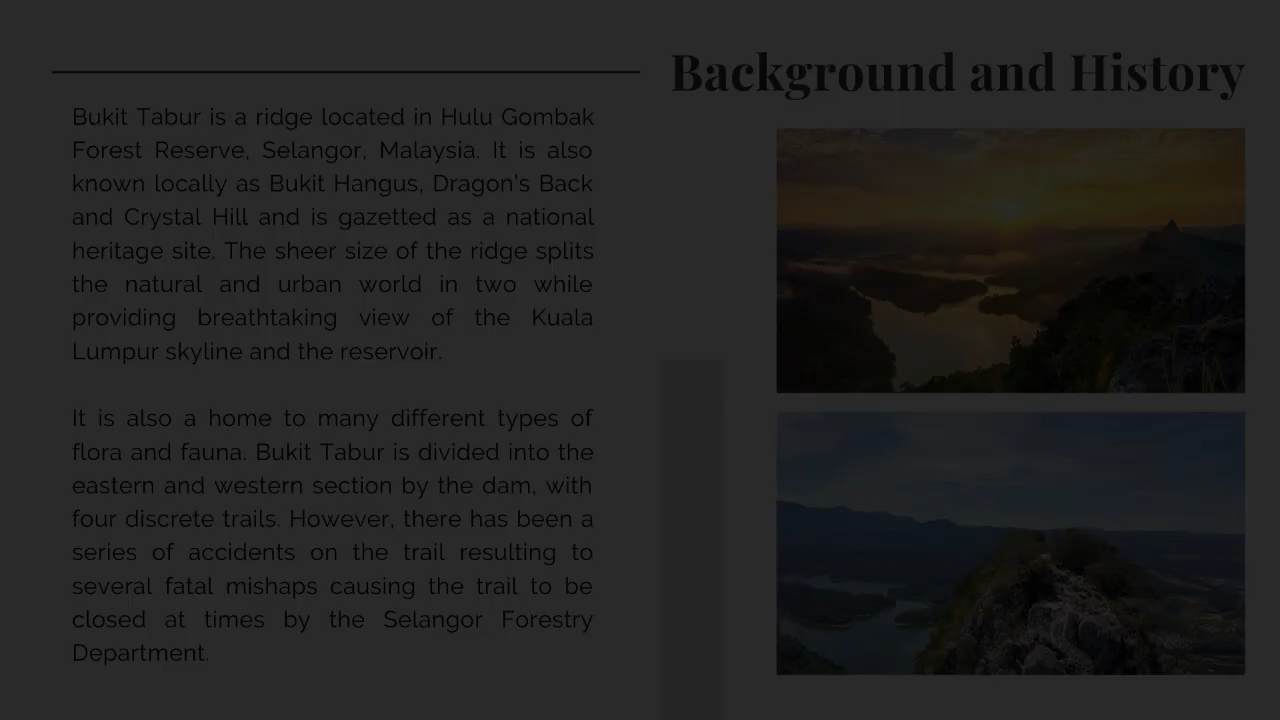 Background and History
Bukit Tabur is a ridge located in Hulu Gombak
Forest Reserve, Selangor, Malaysia. It is also
known locally as Bukit Hangus, Dragon's Back
and Crystal Hill and is gazetted as a national
heritage site. The sheer size of the ridge splits
the natural and urban world in two while
providing breathtaking view of the Kuala
Lumpur skyline and the reservoir.
It is also a home to many different types of
flora and fauna. Bukit Tabur is divided into the
eastern and western section by the dam, with
four discrete trails. However, there has been a
series of accidents on the trail resulting to
several fatal mishaps causing the trail to be
closed at times by the Selangor Forestry
Department.